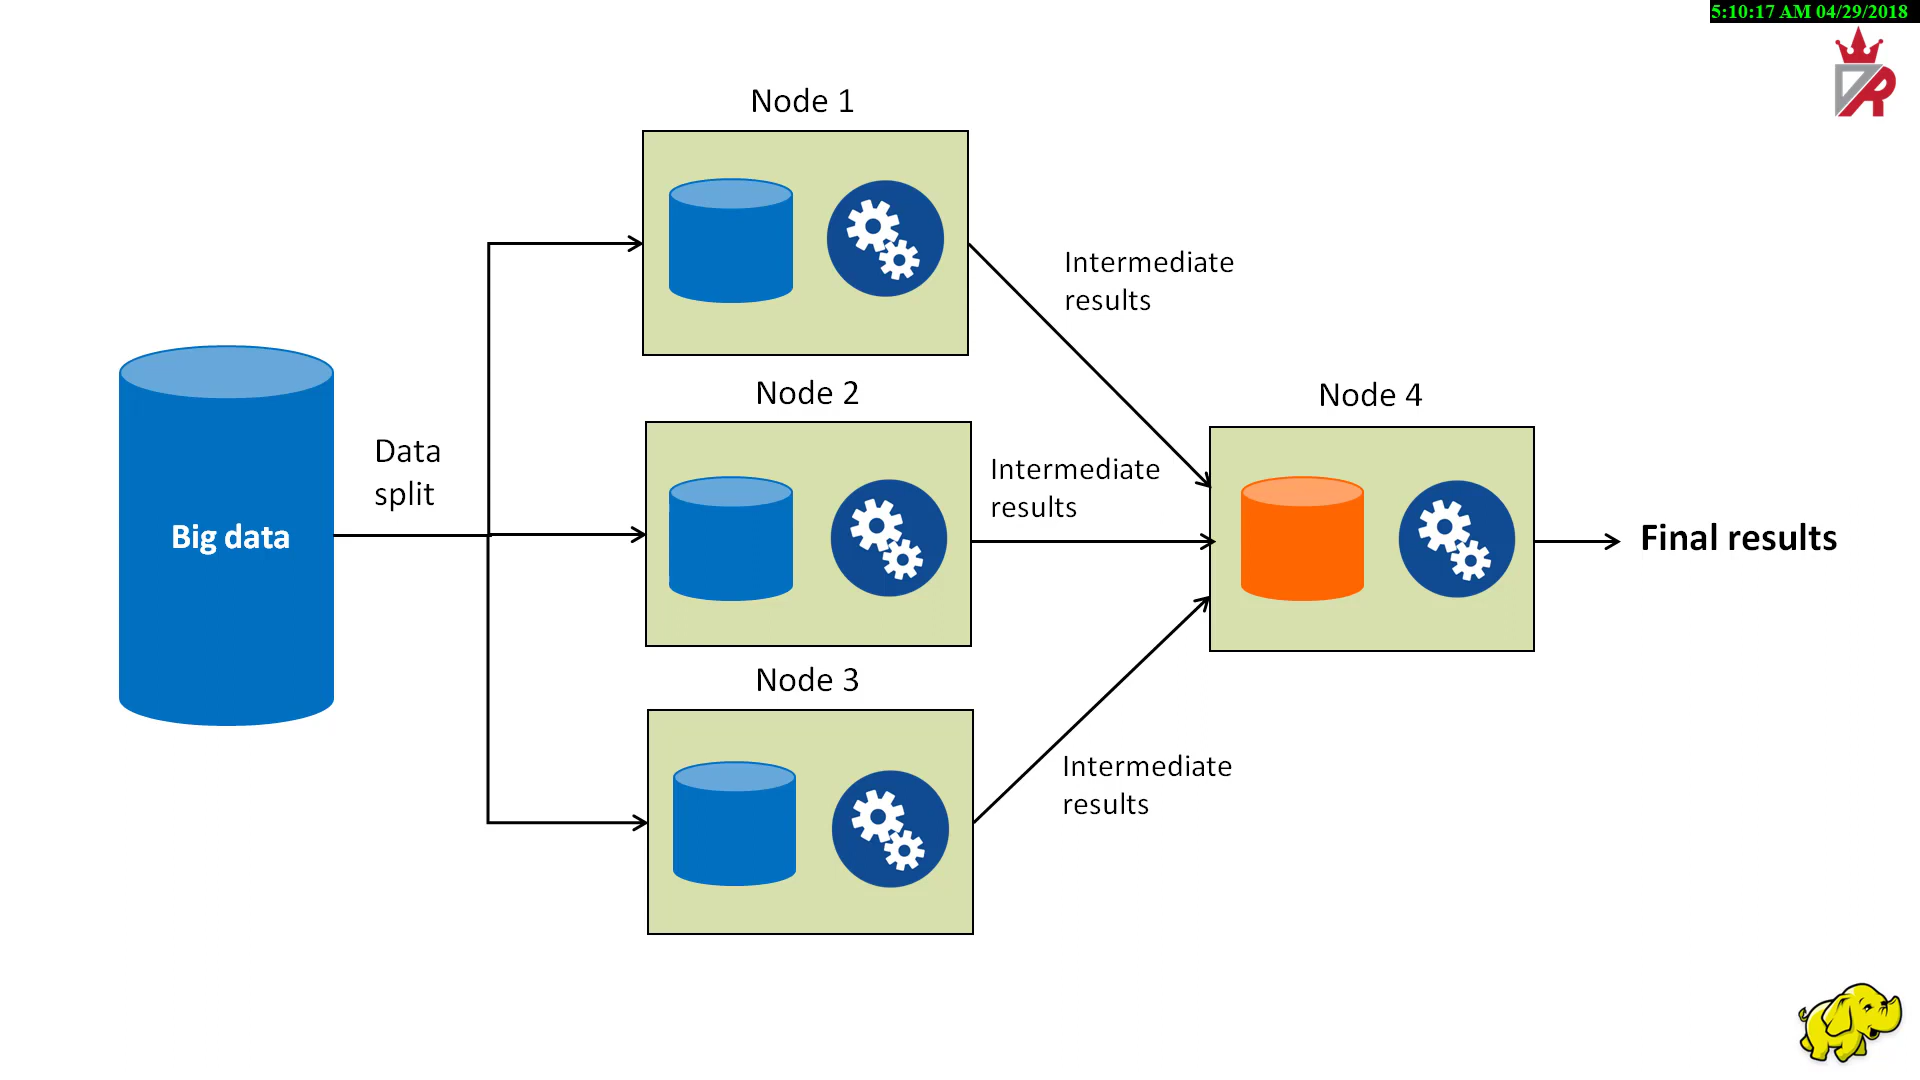 5:10:17 AM 04/29/2018
Node 1
Intermediate
results
Node 2
Node 4
Data
split
Intermediate
results
Big data
Final results
Node 3
Intermediate
results